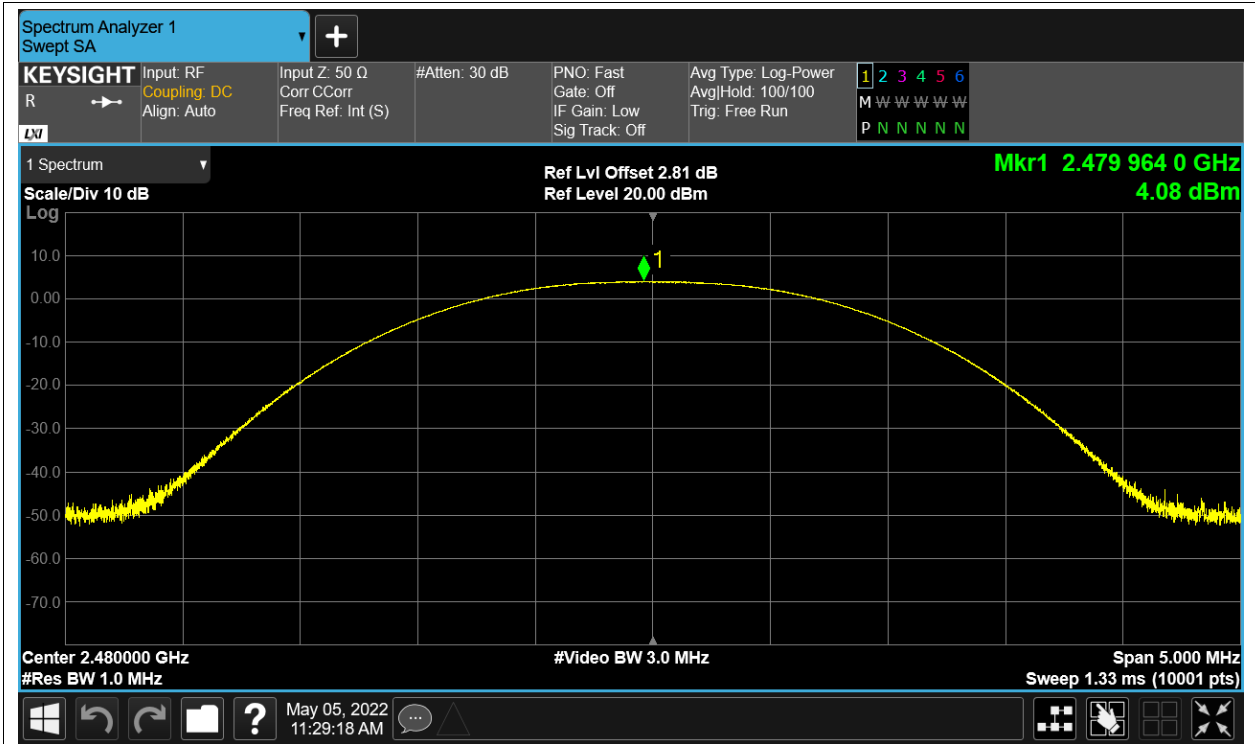 Spectrum Analyzer 1
Swept SA
KEYSIGHT
R
LXI
Input: RF
Coupling: DC
Align: Auto
Input Z: 50 Ω
Corr CCorr
Freq Ref: Int (S)
#Atten: 30 dB
PNO: Fast
Gate: Off
IF Gain: Low
Sig Track: Off
Avg Type: Log-Power
Avg|Hold: 100/100
Trig: Free Run
1 2 3 4 5 6
M W W W W W
P N N N N N
1 Spectrum
Scale/Div 10 dB
Log
Ref Lvl Offset 2.81 dB
Ref Level 20.00 dBm
Mkr1 2.479 964 0 GHz
4.08 dBm
1
10.0
0.00
-10.0
-20.0
-30.0
-40.0
-50.0
-60.0
-70.0
Center 2.480000 GHz
#Res BW 1.0 MHz
#Video BW 3.0 MHz
Span 5.000 MHz
Sweep 1.33 ms (10001 pts)
?
May 05, 2022
11:29:18 AM